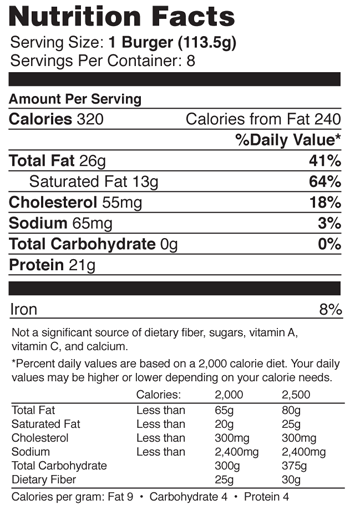 Nutrition Facts
Serving Size: 1 Burger (113.5g)
Servings Per Container: 8
Amount Per Serving
Calories 320 Calories from Fat 240
%Daily Value*
Total Fat 26g 41%
Saturated Fat 13g 64%
Cholesterol 55mg 18%
Sodium 65mg 3%
Total Carbohydrate 0g 0%
Protein 21g
Iron 8%
Not a significant source of dietary fiber, sugars, vitamin A,
vitamin C, and calcium.
*Percent daily values are based on a 2,000 calorie diet. Your daily
values may be higher or lower depending on your calorie needs.
Calories: 2,000 2,500
Total Fat Less than 65g 80g
Saturated Fat Less than 20g 25g
Cholesterol Less than 300mg 300mg
Sodium Less than 2,400mg 2,400mg
Total Carbohydrate 300g 375g
Dietary Fiber 25g 30g
Calories per gram: Fat 9 • Carbohydrate 4 • Protein 4